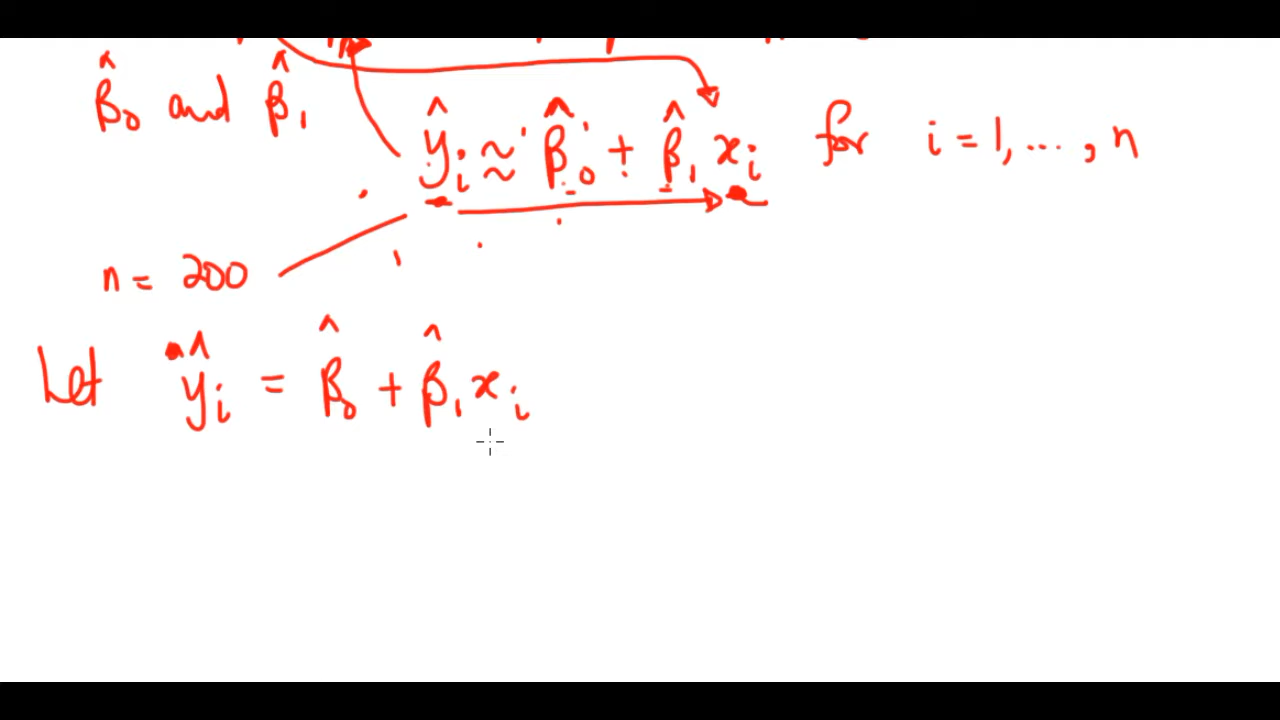 β̂₀ and β̂₁
ŷᵢ ≈ β̂₀ + β̂₁ xᵢ for i = 1, ... , n
n = 200
Let ŷᵢ = β̂₀ + β̂₁ xᵢ